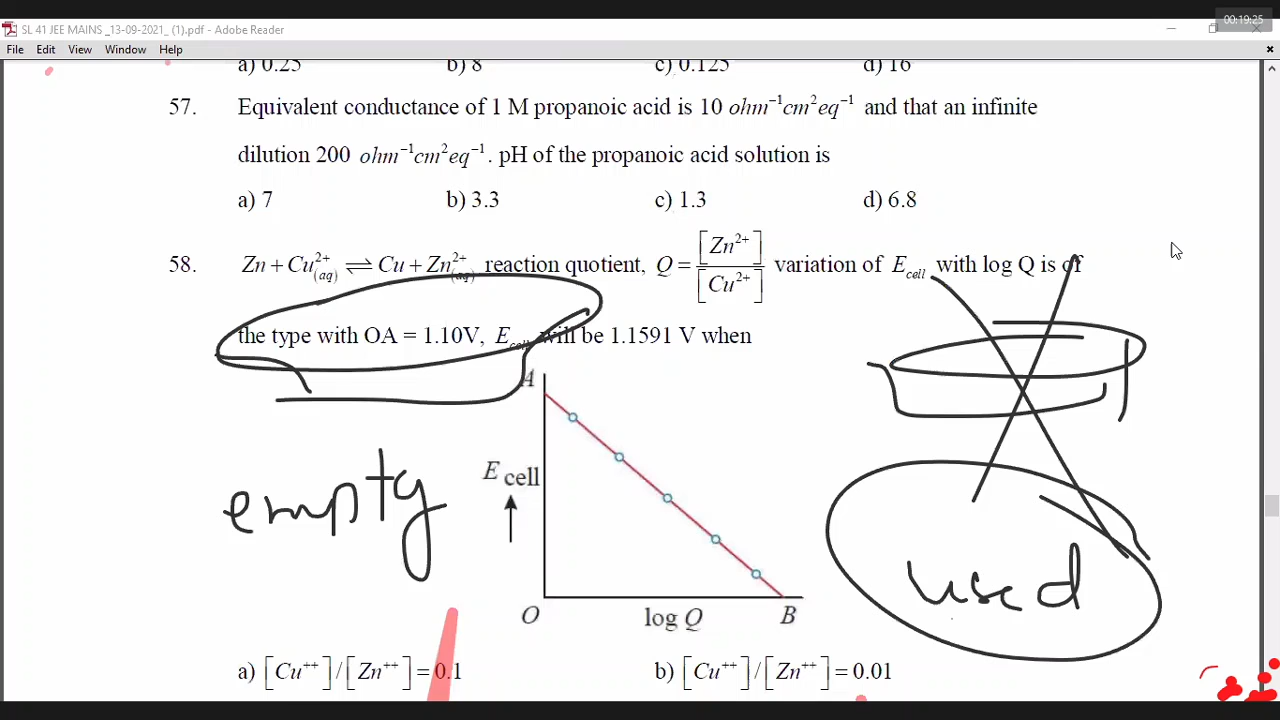 00:19:25
SL 41 JEE MAINS _13-09-2021_ (1).pdf - Adobe Reader
File Edit View Window Help
a) 0.25 b) 8 c) 0.125 d) 16
57. Equivalent conductance of 1 M propanoic acid is 10 ohm⁻¹cm²eq⁻¹ and that an infinite
dilution 200 ohm⁻¹cm²eq⁻¹. pH of the propanoic acid solution is
a) 7 b) 3.3 c) 1.3 d) 6.8
58. Zn + Cu²⁺(aq) ⇌ Cu + Zn²⁺(aq) reaction quotient, Q = [Zn²⁺]/[Cu²⁺] variation of E cell with log Q is of
the type with OA = 1.10V, E cell will be 1.1591 V when
A
E cell
empty
used
O log Q B
a) [Cu⁺⁺]/[Zn⁺⁺] = 0.1 b) [Cu⁺⁺]/[Zn⁺⁺] = 0.01